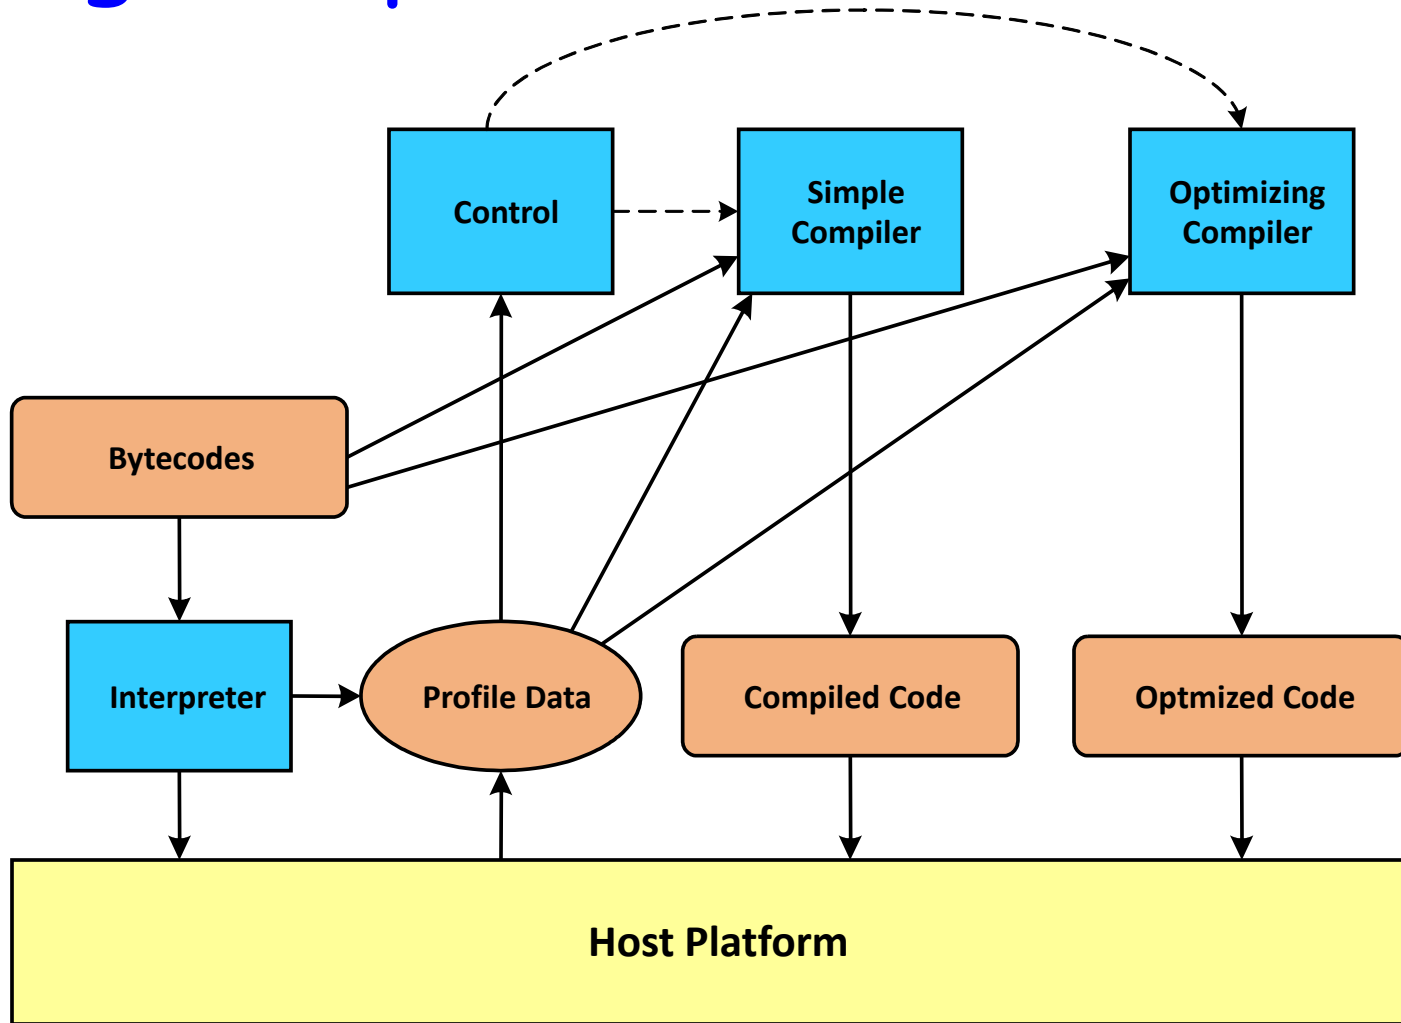 Control
Simple
Compiler
Optimizing
Compiler
Bytecodes
Interpreter
Profile Data
Compiled Code
Optmized Code
Host Platform